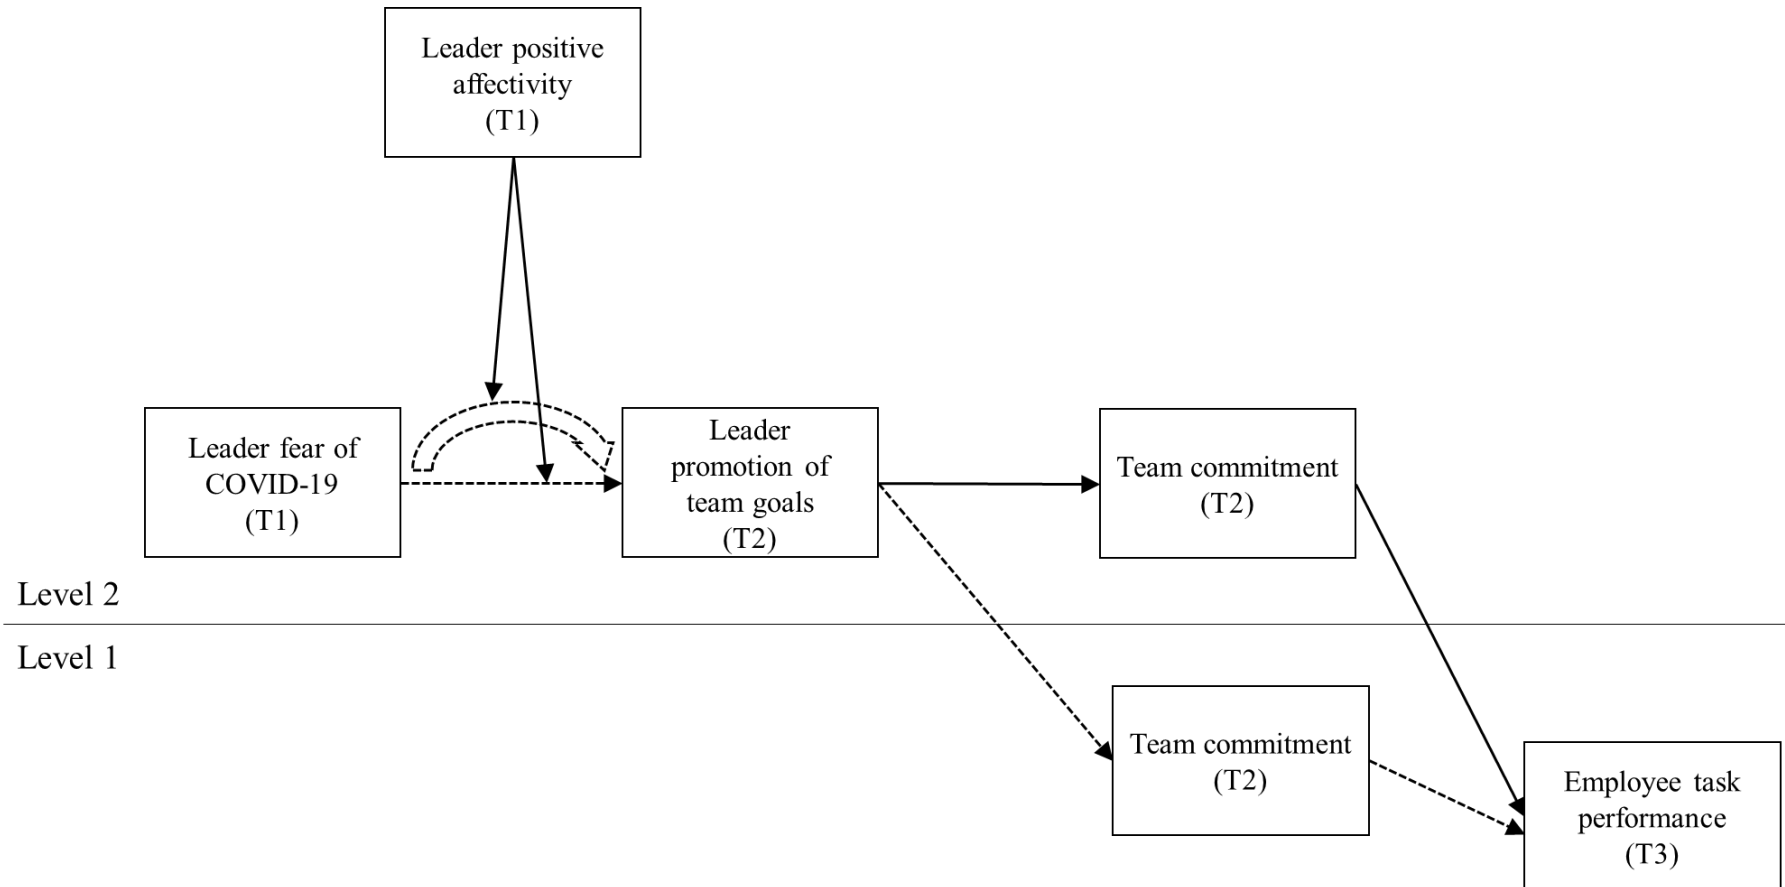 Leader positive
affectivity
(T1)
Leader fear of
COVID-19
(T1)
Leader
promotion of
team goals
(T2)
Team commitment
(T2)
Level 2
Level 1
Team commitment
(T2)
Employee task
performance
(T3)